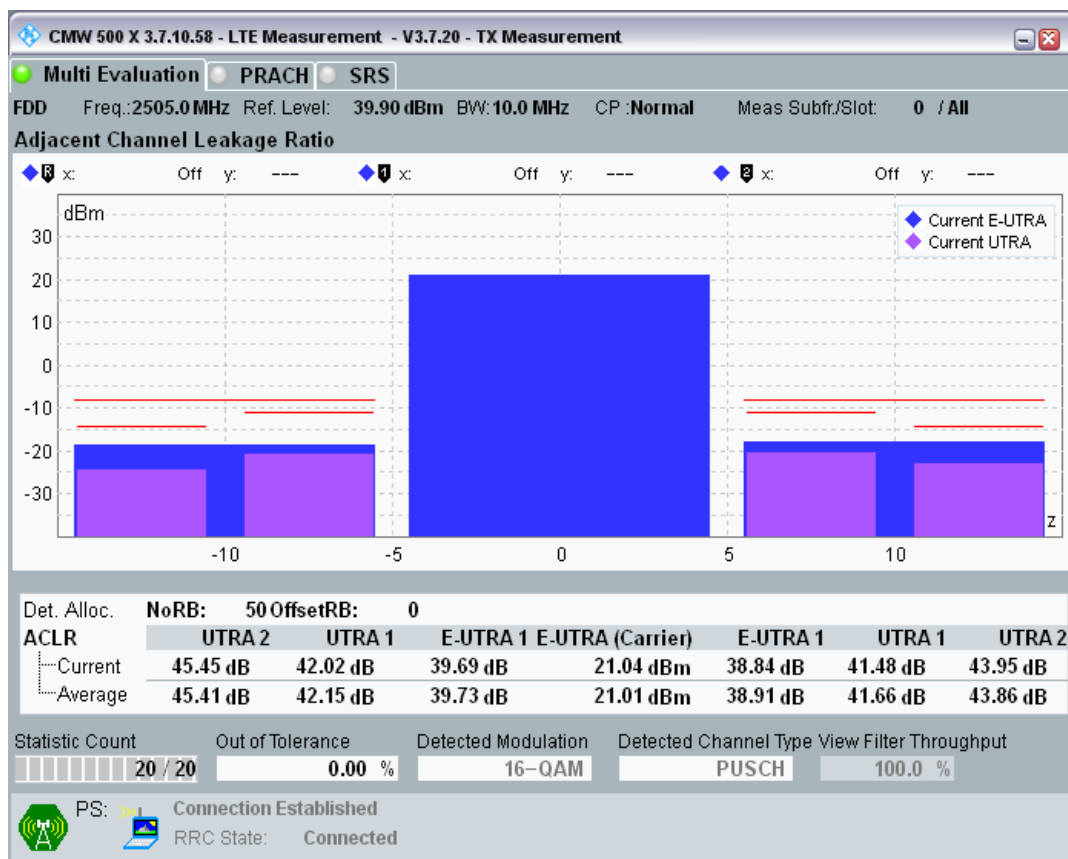 CMW 500 X 3.7.10.58 - LTE Measurement - V3.7.20 - TX Measurement
Multi Evaluation PRACH SRS
FDD Freq.:2505.0 MHz Ref. Level: 39.90 dBm BW:10.0 MHz CP :Normal Meas Subfr./Slot: 0 / All
Adjacent Channel Leakage Ratio
R x: Off y: --- 1 x: Off y: --- 2 x: Off y: ---
dBm
Current E-UTRA
Current UTRA
30
20
10
0
-10
-20
-30
z
-10 -5 0 5 10
Det. Alloc. NoRB: 50 OffsetRB: 0
ACLR UTRA 2 UTRA 1 E-UTRA 1 E-UTRA (Carrier) E-UTRA 1 UTRA 1 UTRA 2
Current 45.45 dB 42.02 dB 39.69 dB 21.04 dBm 38.84 dB 41.48 dB 43.95 dB
Average 45.41 dB 42.15 dB 39.73 dB 21.01 dBm 38.91 dB 41.66 dB 43.86 dB
Statistic Count Out of Tolerance Detected Modulation Detected Channel Type View Filter Throughput
20 / 20 0.00 % 16-QAM PUSCH 100.0 %
PS: Connection Established
RRC State: Connected